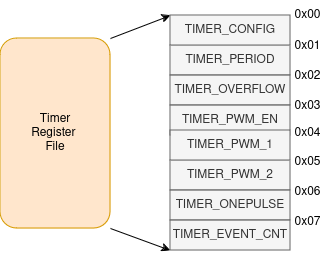 Timer
Register
File
0x00
TIMER_CONFIG
0x01
TIMER_PERIOD
0x02
TIMER_OVERFLOW
0x03
TIMER_PWM_EN
0x04
TIMER_PWM_1
0x05
TIMER_PWM_2
0x06
TIMER_ONEPULSE
0x07
TIMER_EVENT_CNT